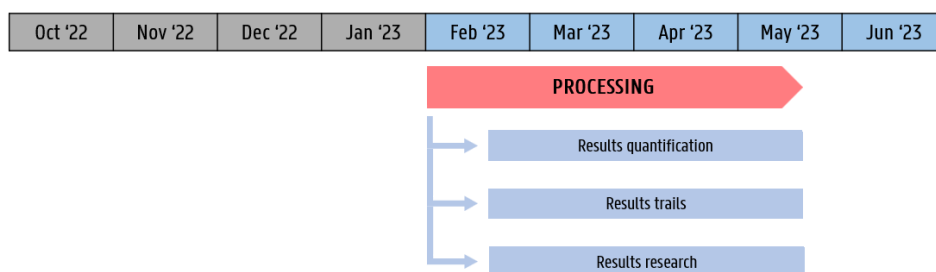 Oct ‘22 Nov ‘22 Dec ‘22 Jan ‘23 Feb ‘23 Mar ‘23 Apr ‘23 May ‘23 Jun ‘23
PROCESSING
Results quantification
Results trails
Results research